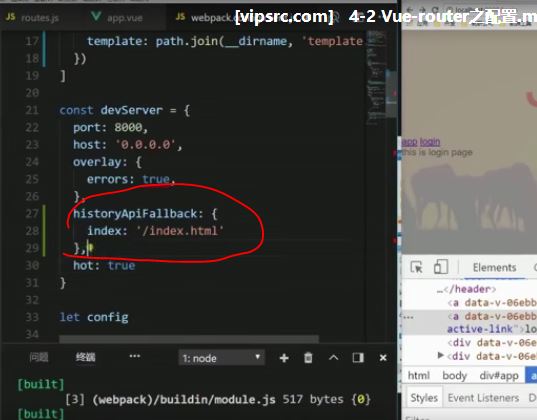 routes.js
app.vue
webpack.co
[vipsrc.com] 4-2 Vue-router之配置.m
17 template: path.join(__dirname, 'template
18 })
19 ]
20
21 const devServer = {
22 port: 8000,
23 host: '0.0.0.0',
24 overlay: {
25 errors: true,
26 },
27 historyApiFallback: {
28 index: '/index.html'
29 },
30 hot: true
31 }
32
33 let config
34
app login
this is login page
问题 终端 ... 1: node
[built]
[3] (webpack)/buildin/module.js 517 bytes {0}
[built]
Elements
…</header>
<a data-v-06ebb
<a data-v-06ebb
active-link">lo
<div data-v-06e
<div data-v-06e
html body div#app
Styles Event Listeners